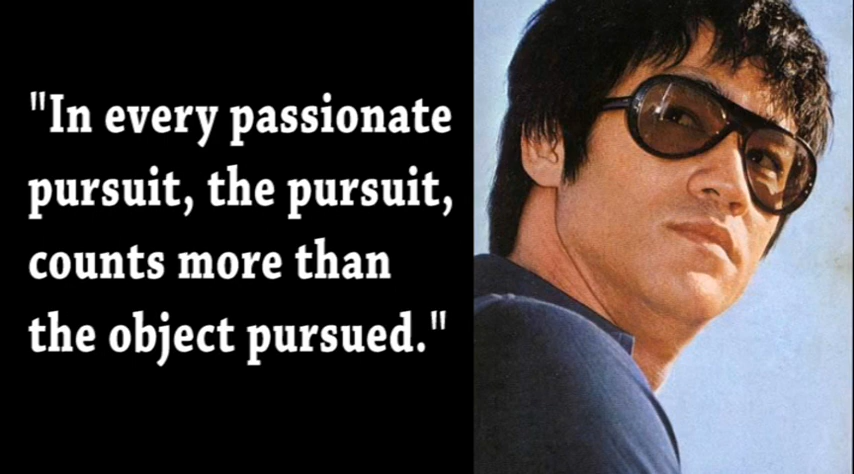 "In every passionate
pursuit, the pursuit,
counts more than
the object pursued."